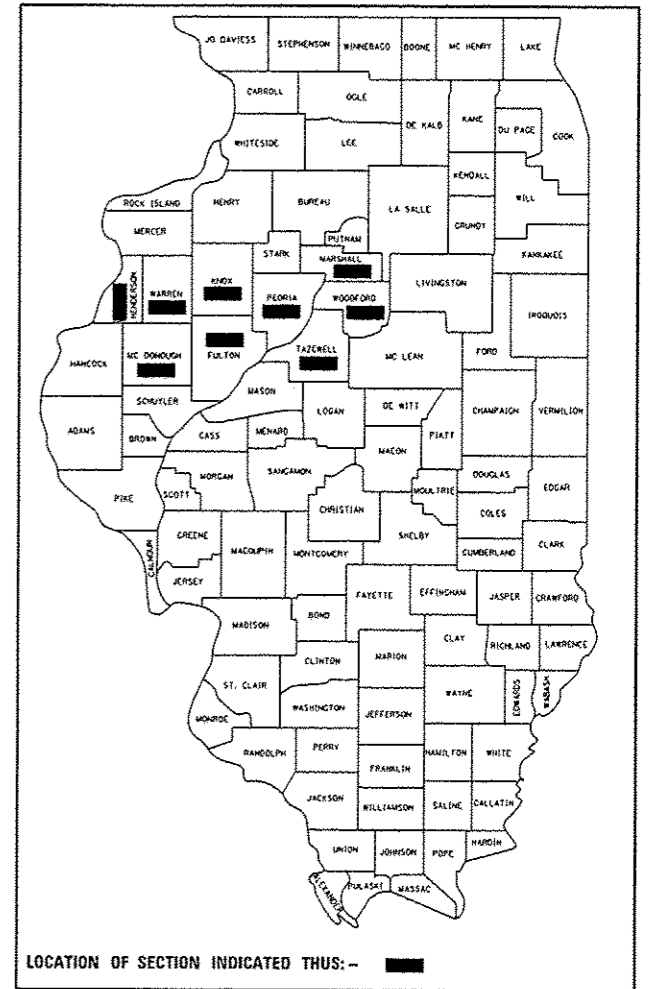 JO DAVIESS STEPHENSON WINNEBAGO BOONE MC HENRY LAKE
CARROLL OGLE DE KALB KANE DU PAGE COOK
WHITESIDE LEE KENDALL WILL
ROCK ISLAND HENRY BUREAU LA SALLE GRUNDY
MERCER PUTNAM KANKAKEE
STARK MARSHALL
HENDERSON WARREN KNOX PEORIA WOODFORD LIVINGSTON IROQUOIS
HANCOCK MC DONOUGH FULTON TAZEWELL MC LEAN FORD
SCHUYLER MASON
ADAMS BROWN CASS MENARD LOGAN DE WITT PIATT CHAMPAIGN VERMILION
MACON
PIKE SCOTT MORGAN SANGAMON CHRISTIAN MOULTRIE DOUGLAS EDGAR
COLES
CALHOUN GREENE MACOUPIN MONTGOMERY SHELBY CUMBERLAND CLARK
JERSEY
FAYETTE EFFINGHAM JASPER CRAWFORD
MADISON BOND
CLAY RICHLAND LAWRENCE
CLINTON MARION
ST. CLAIR WAYNE EDWARDS WABASH
MONROE WASHINGTON JEFFERSON
RANDOLPH PERRY HAMILTON WHITE
FRANKLIN
JACKSON WILLIAMSON SALINE GALLATIN
UNION JOHNSON POPE HARDIN
ALEXANDER PULASKI MASSAC
LOCATION OF SECTION INDICATED THUS: -